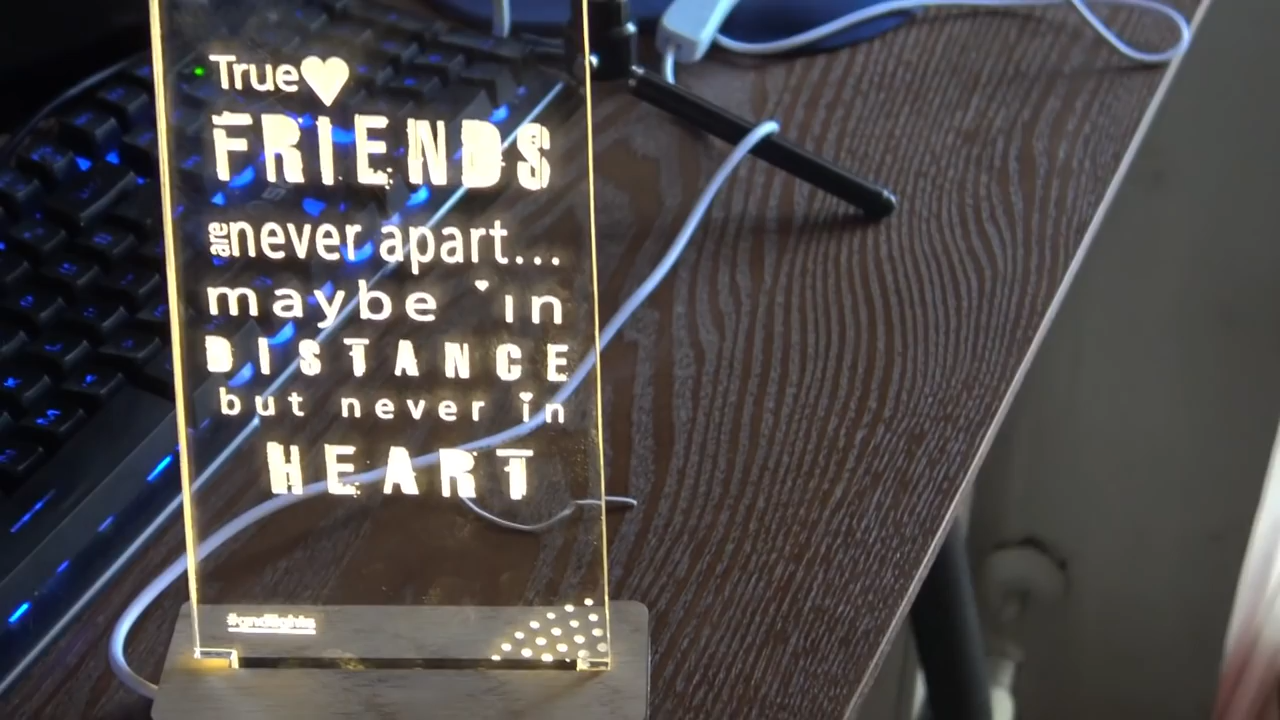 True
FRIENDS
are never apart...
maybe in
DISTANCE
but never in
HEART